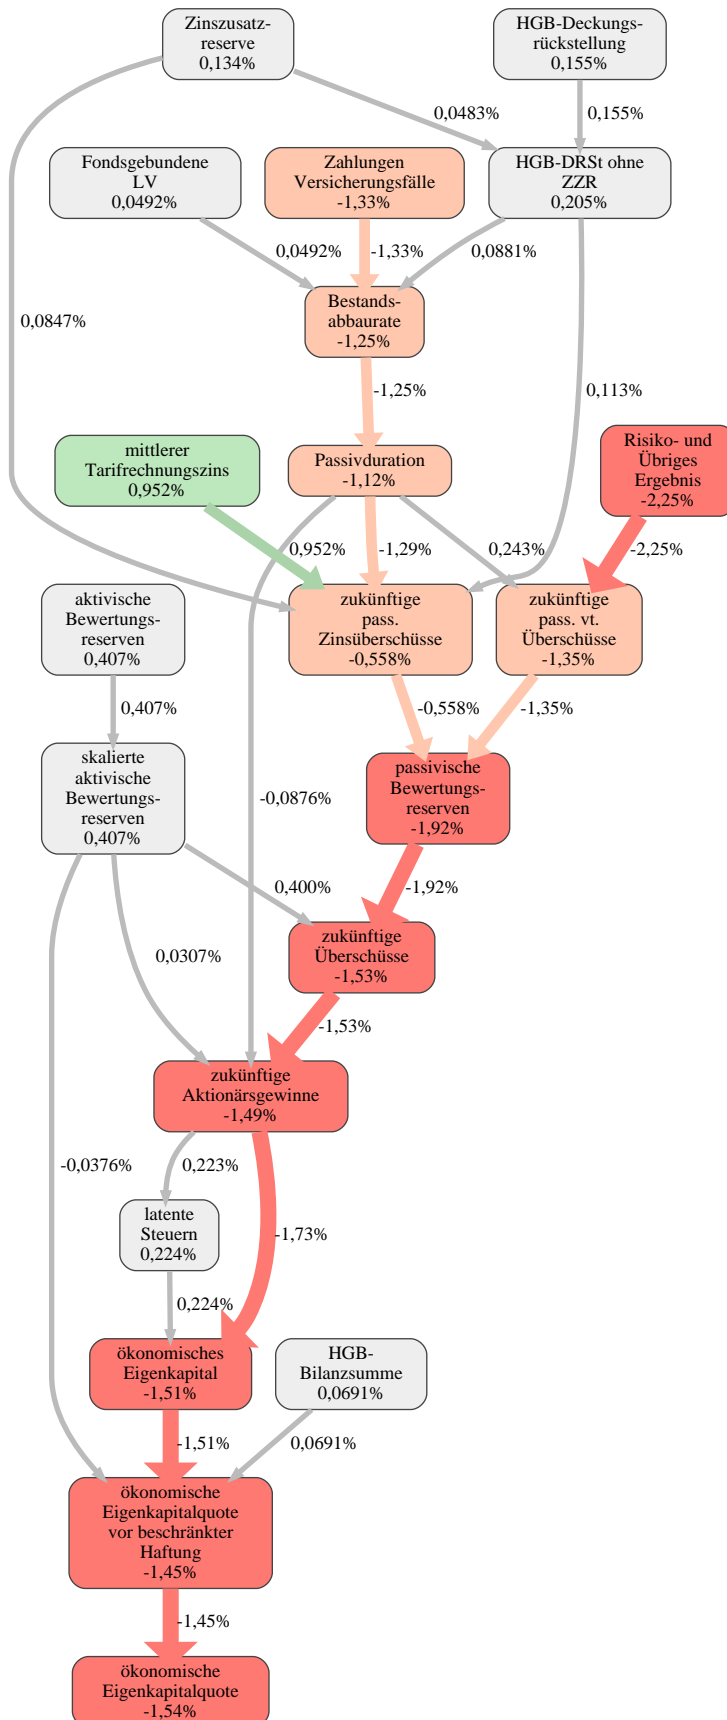 Zinszusatz-
reserve
0,134%
HGB-Deckungs-
rückstellung
0,155%
0,0483%
0,155%
Fondsgebundene
LV
0,0492%
Zahlungen
Versicherungsfälle
-1,33%
HGB-DRSt ohne
ZZR
0,205%
0,0492%
-1,33%
0,0881%
Bestands-
abbaurate
-1,25%
0,0847%
-1,25%
0,113%
mittlerer
Tarifrechnungszins
0,952%
Passivduration
-1,12%
Risiko- und
Übriges
Ergebnis
-2,25%
0,952%
-1,29%
0,243%
-2,25%
aktivische
Bewertungs-
reserven
0,407%
zukünftige
pass.
Zinsüberschüsse
-0,558%
zukünftige
pass. vt.
Überschüsse
-1,35%
0,407%
-0,558%
-1,35%
skalierte
aktivische
Bewertungs-
reserven
0,407%
-0,0876%
passivische
Bewertungs-
reserven
-1,92%
0,400%
-1,92%
0,0307%
zukünftige
Überschüsse
-1,53%
-1,53%
zukünftige
Aktionärsgewinne
-1,49%
-0,0376%
0,223%
latente
Steuern
0,224%
-1,73%
0,224%
ökonomisches
Eigenkapital
-1,51%
HGB-
Bilanzsumme
0,0691%
-1,51%
0,0691%
ökonomische
Eigenkapitalquote
vor beschränkter
Haftung
-1,45%
-1,45%
ökonomische
Eigenkapitalquote
-1,54%